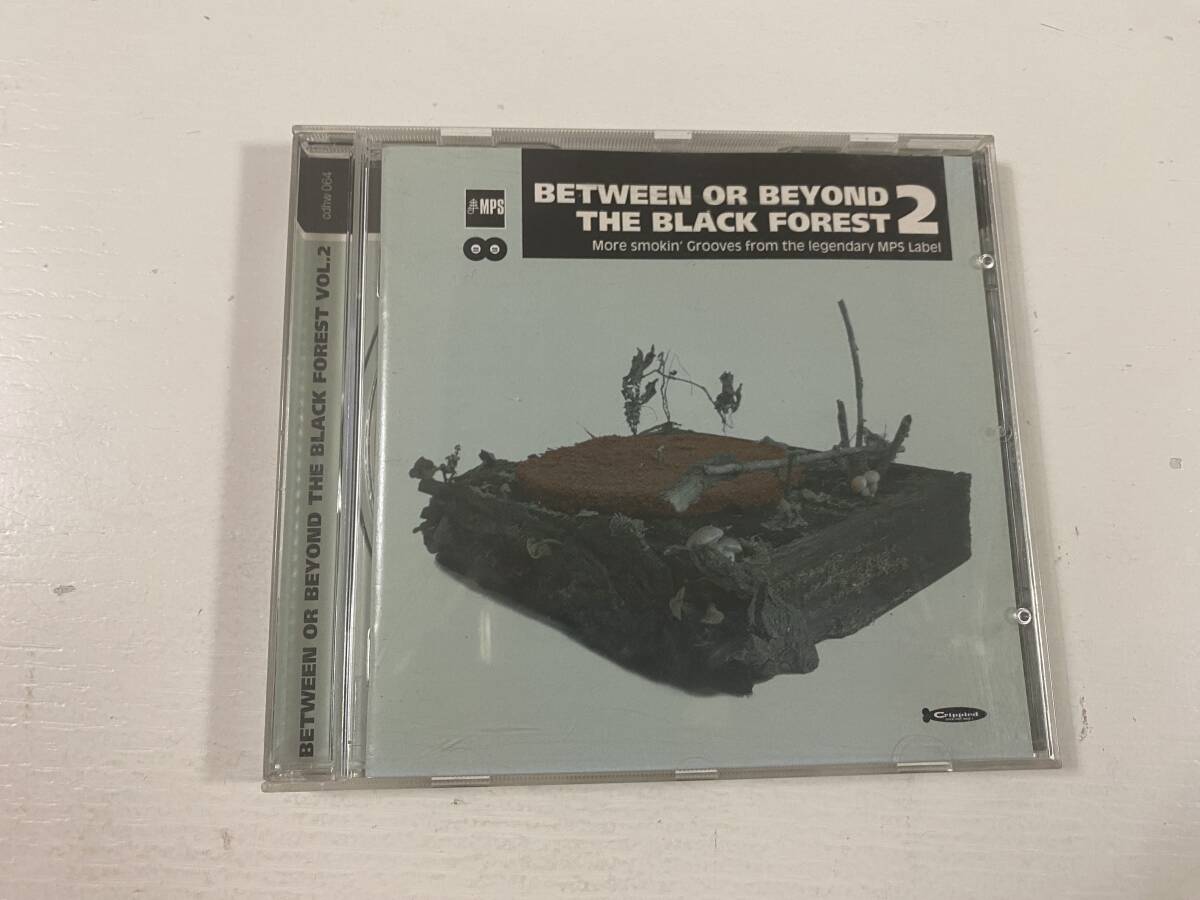 cdhw 064
BETWEEN OR BEYOND THE BLACK FOREST VOL.2
MPS
BETWEEN OR BEYOND
THE BLACK FOREST 2
More smokin' Grooves from the legendary MPS Label
Crippled